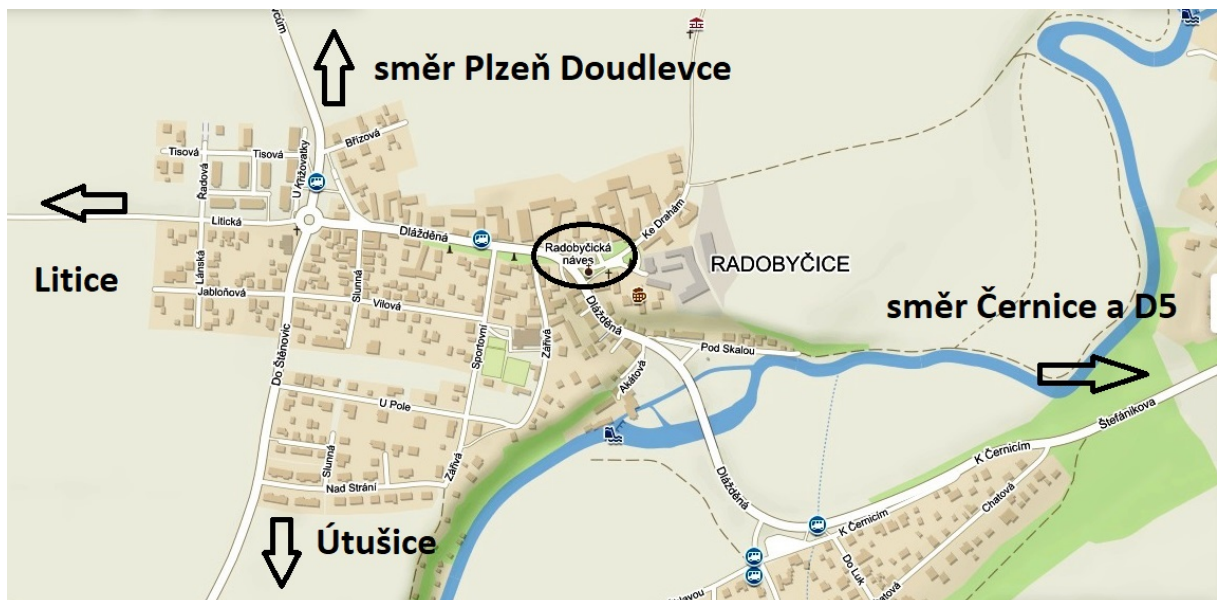 směr Plzeň Doudlevce
Břízová
Tisová
Tisová
Řadová
U Křižovatky
Litická
Litice
Dlážděná
Radobyčická
náves
Ke Drahám
RADOBYČICE
směr Černice a D5
Lánská
Jabloňová
Slunná
Vilová
Do Štěnovic
Sportovní
Zářivá
Dlážděná
Pod Skalou
Akátová
U Pole
Štefánikova
K Černicím
Slunná
Zářivá
Nad Strání
Dlážděná
Chatová
K Černicím
Útušice
Do Luk